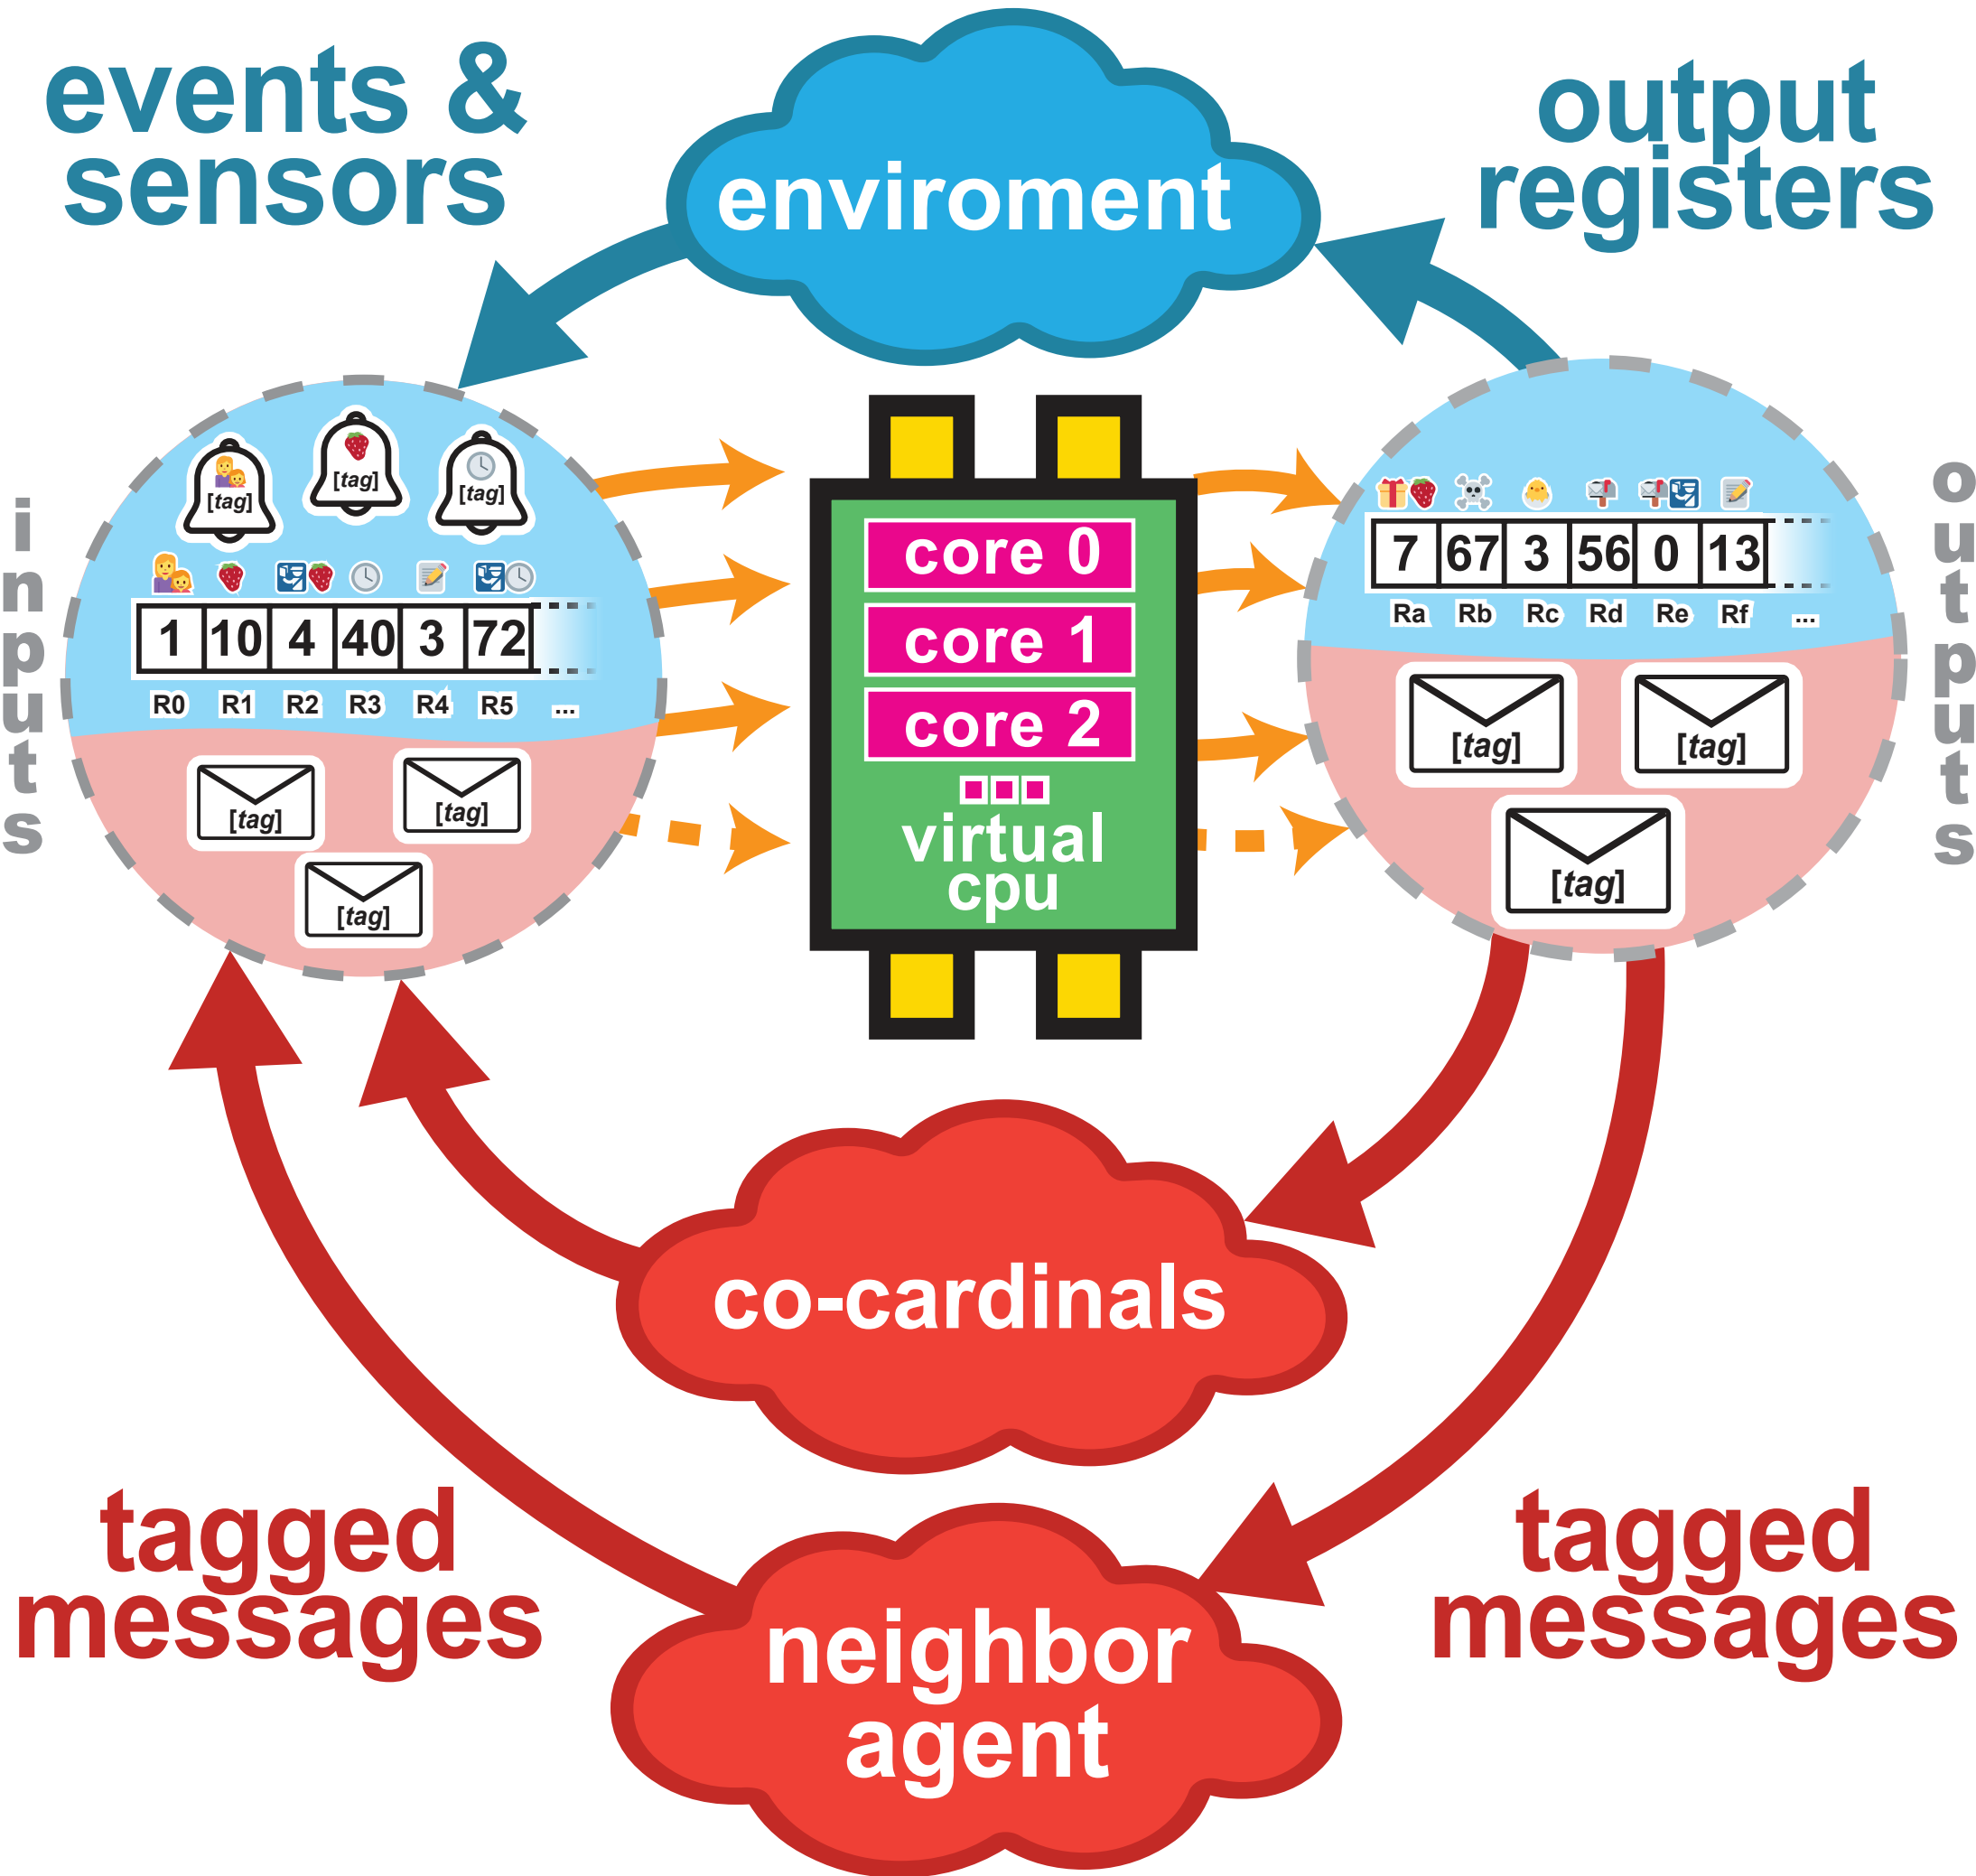 events &
sensors
enviroment
output
registers
inputs
[tag]
[tag]
[tag]
1 10 4 40 3 72
R0 R1 R2 R3 R4 R5 ...
[tag]
[tag]
[tag]
core 0
core 1
core 2
virtual
cpu
outputs
7 67 3 56 0 13
Ra Rb Rc Rd Re Rf ...
[tag]
[tag]
[tag]
co-cardinals
tagged
messages
neighbor
agent
tagged
messages